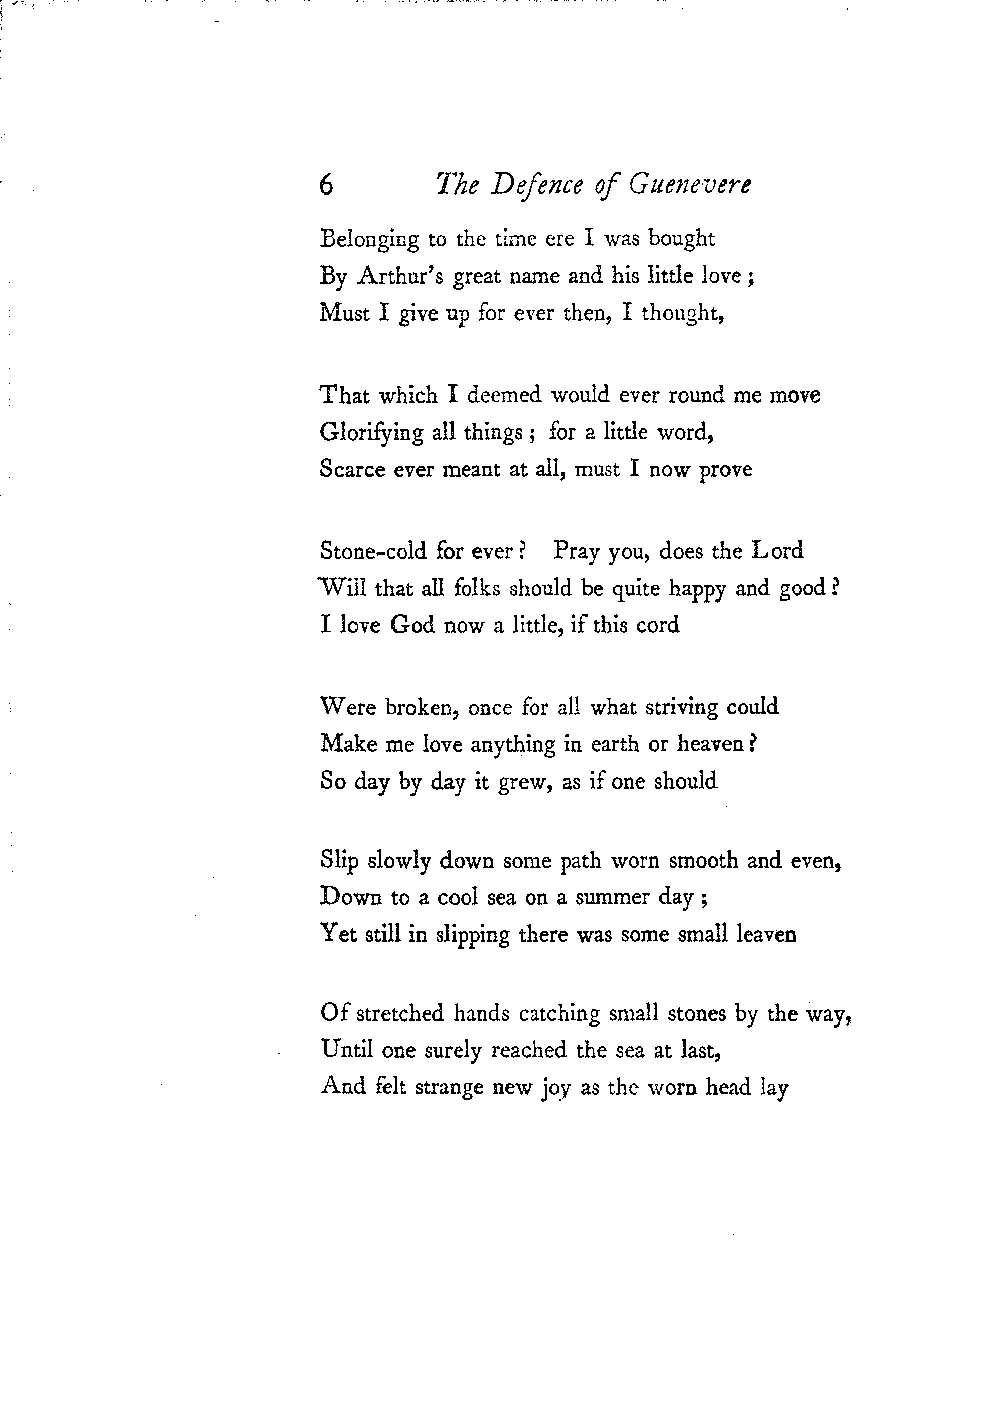 6 The Defence of Guenevere
Belonging to the time ere I was bought
By Arthur's great name and his little love ;
Must I give up for ever then, I thought,
That which I deemed would ever round me move
Glorifying all things ; for a little word,
Scarce ever meant at all, must I now prove
Stone-cold for ever ? Pray you, does the Lord
Will that all folks should be quite happy and good ?
I love God now a little, if this cord
Were broken, once for all what striving could
Make me love anything in earth or heaven ?
So day by day it grew, as if one should
Slip slowly down some path worn smooth and even,
Down to a cool sea on a summer day ;
Yet still in slipping there was some small leaven
Of stretched hands catching small stones by the way,
Until one surely reached the sea at last,
And felt strange new joy as the worn head lay